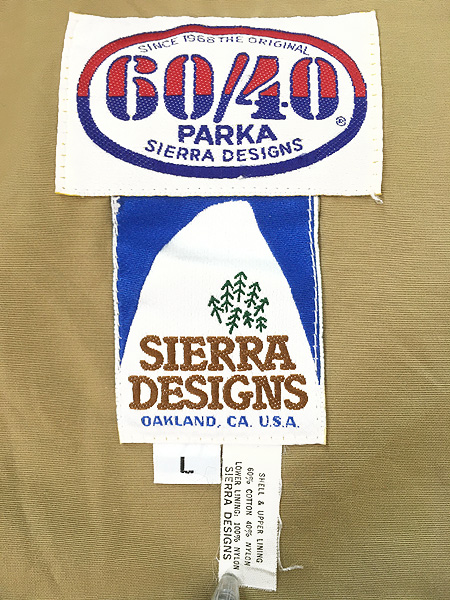 SINCE 1968 THE ORIGINAL
60/40
®
PARKA
SIERRA DESIGNS
SIERRA
DESIGNS
OAKLAND, CA. U.S.A.
L
SHELL & UPPER LINING
60% COTTON 40% NYLON
LOWER LINING: 100% NYLON
SIERRA DESIGNS